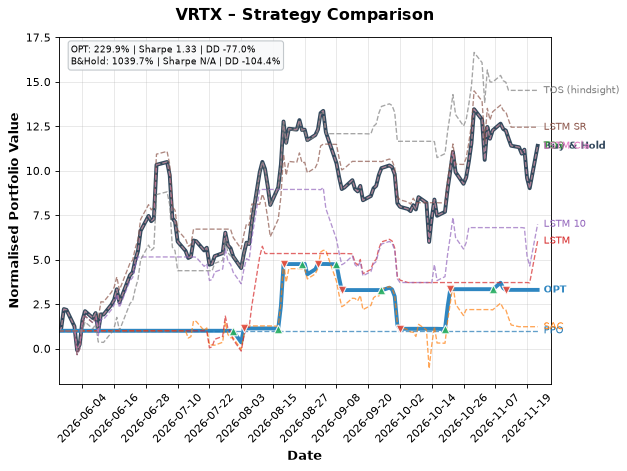 VRTX – Strategy Comparison
OPT: 229.9% | Sharpe 1.33 | DD -77.0%
B&Hold: 1039.7% | Sharpe N/A | DD -104.4%
Normalised Portfolio Value
17.5
15.0
12.5
10.0
7.5
5.0
2.5
0.0
TOS (hindsight)
LSTM SR
Buy & Hold
LSTM 10
LSTM
OPT
SAC
PPO
2026-06-04
2026-06-16
2026-06-28
2026-07-10
2026-07-22
2026-08-03
2026-08-15
2026-08-27
2026-09-08
2026-09-20
2026-10-02
2026-10-14
2026-10-26
2026-11-07
2026-11-19
Date